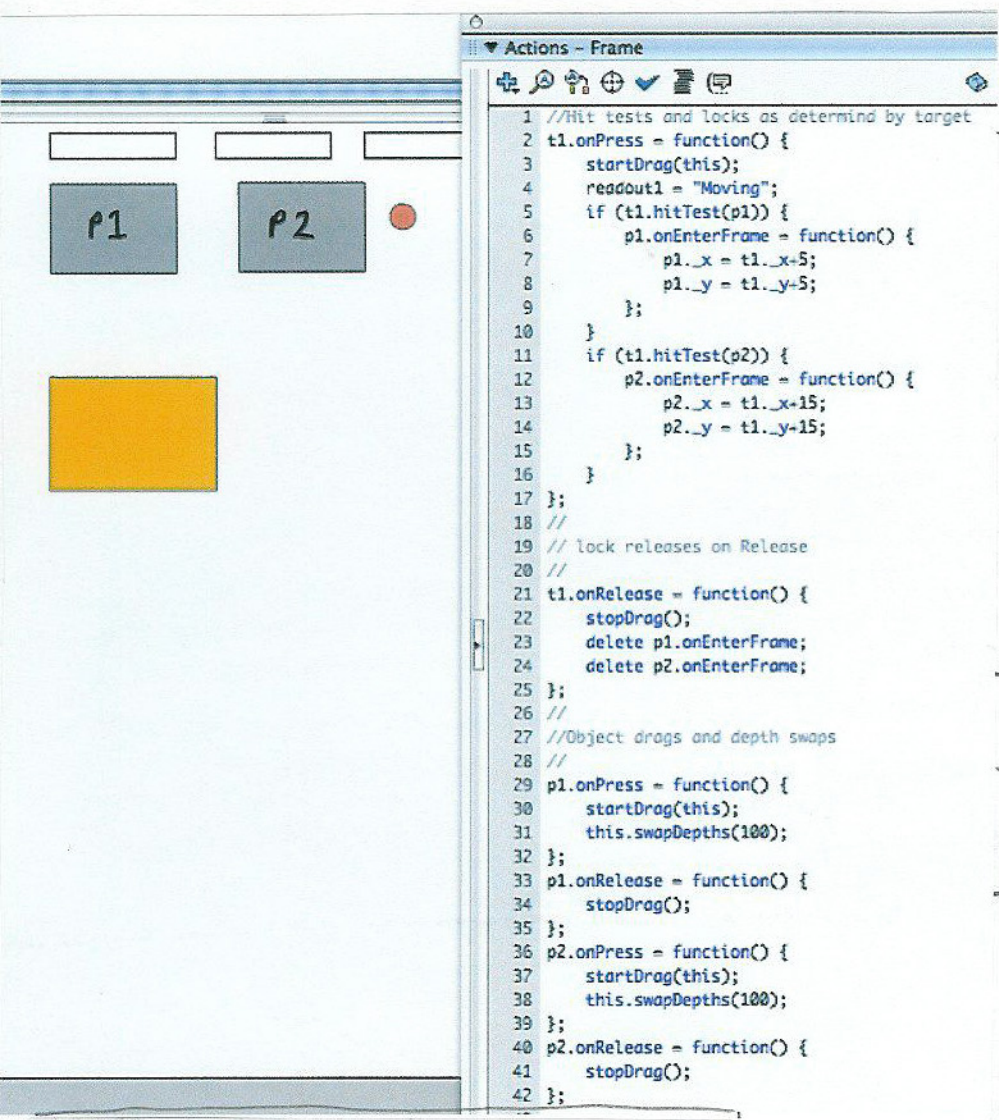 P1
P2
Actions - Frame
1 //Hit tests and locks as determind by target
2 t1.onPress = function() {
3 startDrag(this);
4 readout1 = "Moving";
5 if (t1.hitTest(p1)) {
6 p1.onEnterFrame = function() {
7 p1._x = t1._x+5;
8 p1._y = t1._y+5;
9 };
10 }
11 if (t1.hitTest(p2)) {
12 p2.onEnterFrame = function() {
13 p2._x = t1._x+15;
14 p2._y = t1._y+15;
15 };
16 }
17 };
18 //
19 // lock releases on Release
20 //
21 t1.onRelease = function() {
22 stopDrag();
23 delete p1.onEnterFrame;
24 delete p2.onEnterFrame;
25 };
26 //
27 //Object drags and depth swaps
28 //
29 p1.onPress = function() {
30 startDrag(this);
31 this.swapDepths(100);
32 };
33 p1.onRelease = function() {
34 stopDrag();
35 };
36 p2.onPress = function() {
37 startDrag(this);
38 this.swapDepths(100);
39 };
40 p2.onRelease = function() {
41 stopDrag();
42 };